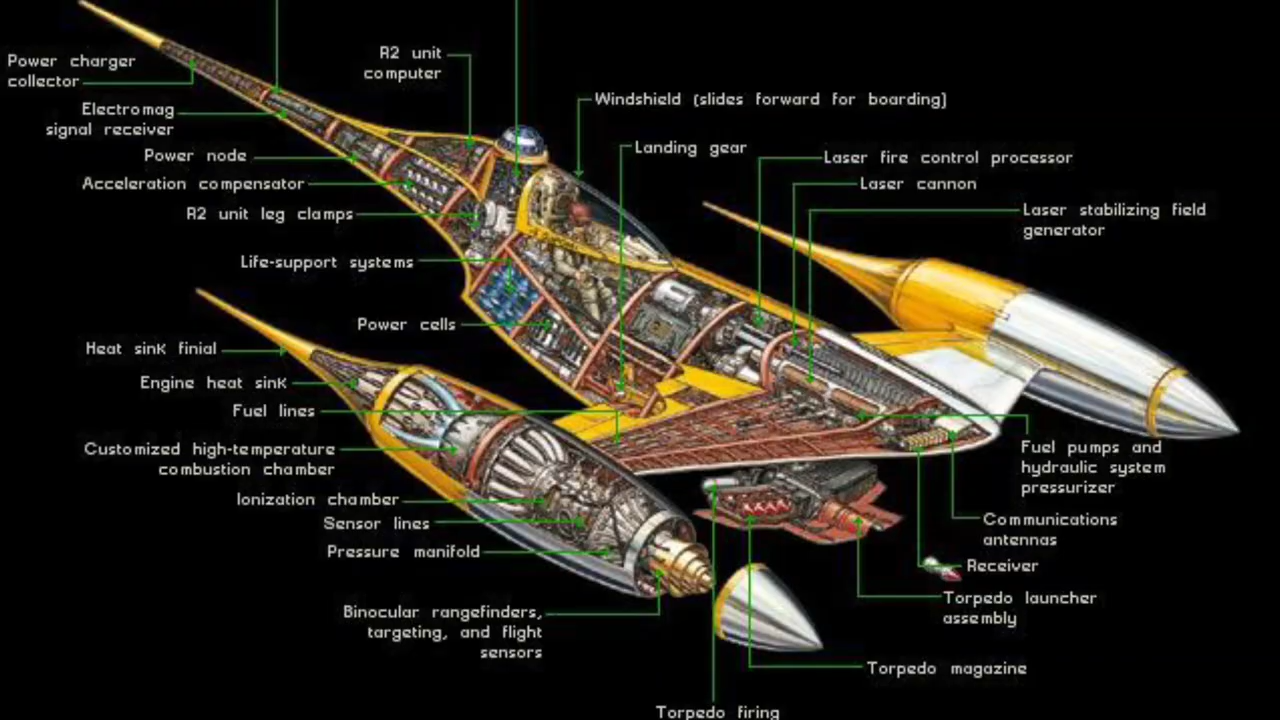 R2 unit
computer
Power charger
collector
Windshield (slides forward for boarding)
Electromag
signal receiver
Landing gear
Power node
Laser fire control processor
Acceleration compensator
Laser cannon
R2 unit leg clamps
Laser stabilizing field
generator
Life-support systems
Power cells
Heat sink finial
Engine heat sink
Fuel lines
Customized high-temperature
combustion chamber
Fuel pumps and
hydraulic system
pressurizer
Ionization chamber
Sensor lines
Communications
antennas
Pressure manifold
Receiver
Torpedo launcher
assembly
Binocular rangefinders,
targeting, and flight
sensors
Torpedo magazine
Torpedo firing